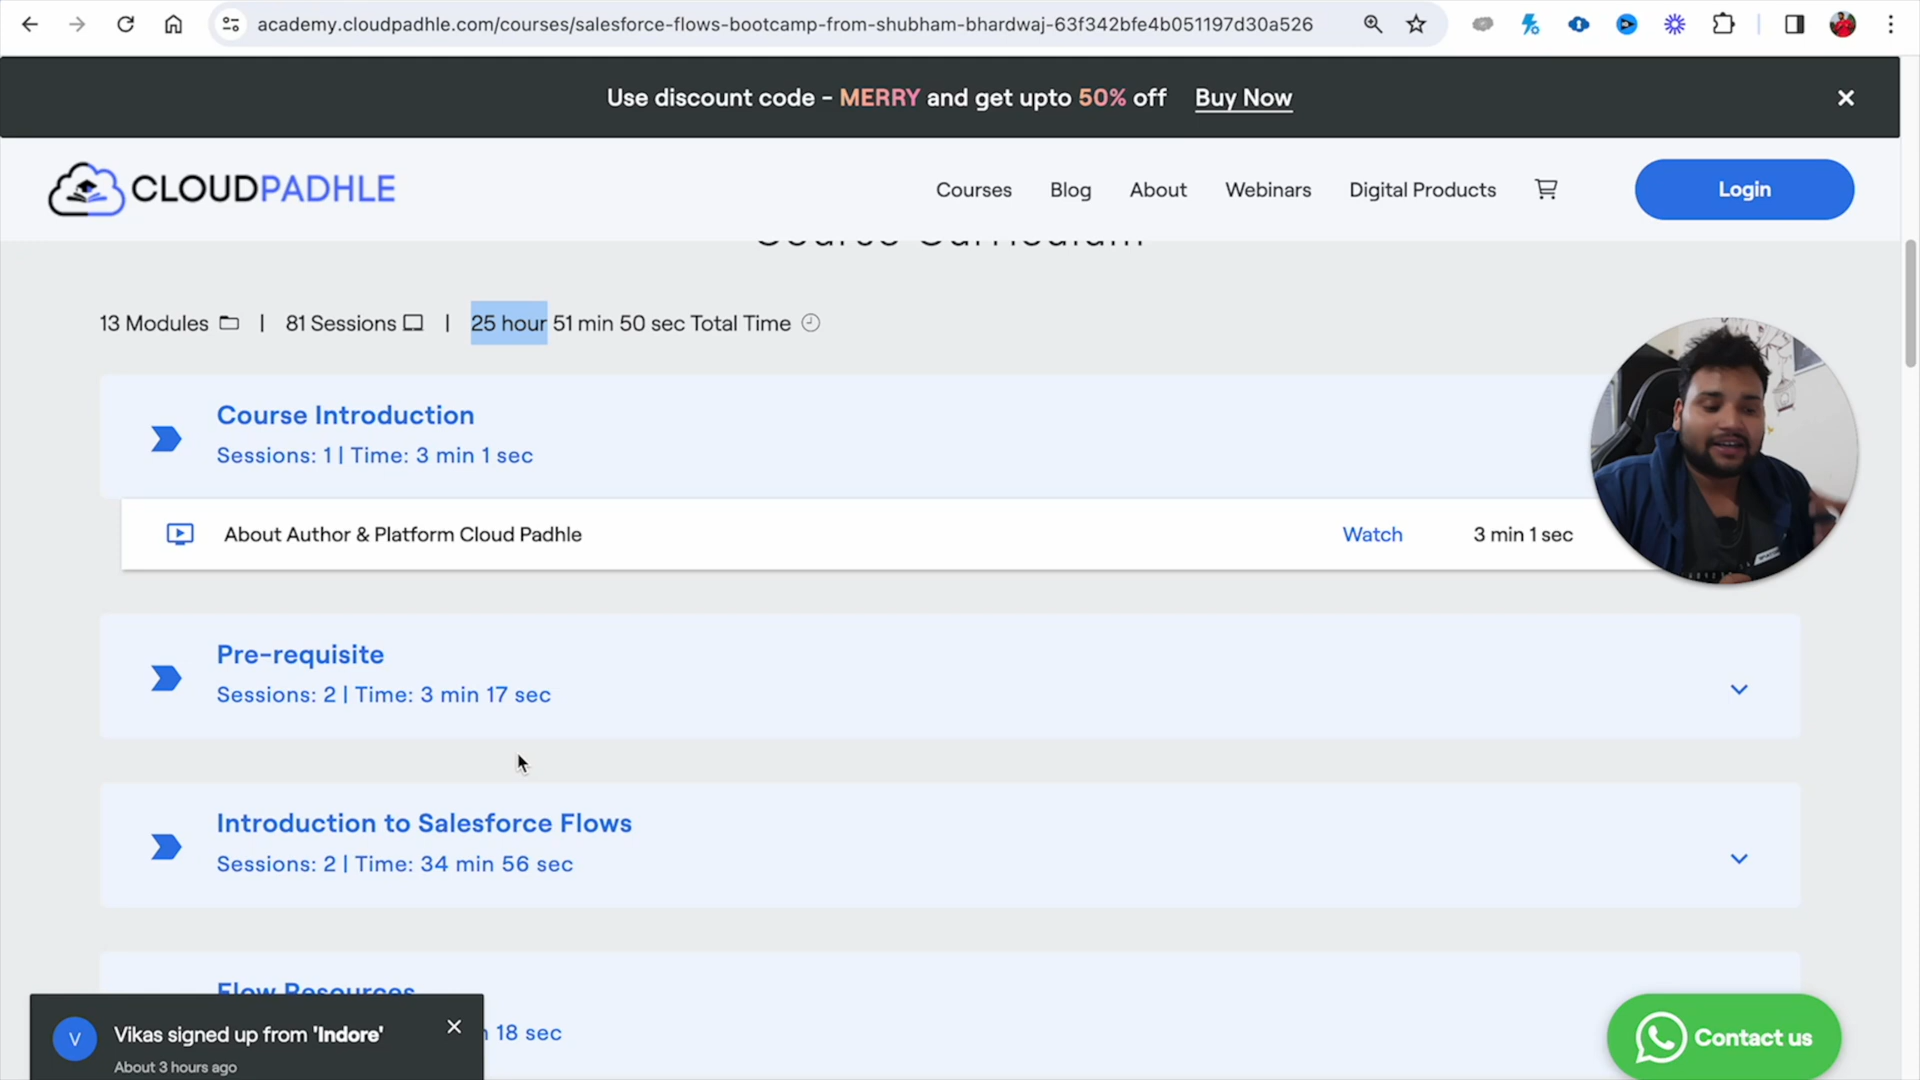 academy.cloudpadhle.com/courses/salesforce-flows-bootcamp-from-shubham-bhardwaj-63f342bfe4b051197d30a526
Use discount code - MERRY and get upto 50% off Buy Now
CLOUDPADHLE
Courses Blog About Webinars Digital Products Login
Course Curriculum
13 Modules | 81 Sessions | 25 hour 51 min 50 sec Total Time
Course Introduction
Sessions: 1 | Time: 3 min 1 sec
About Author & Platform Cloud Padhle Watch 3 min 1 sec
Pre-requisite
Sessions: 2 | Time: 3 min 17 sec
Introduction to Salesforce Flows
Sessions: 2 | Time: 34 min 56 sec
Flow Resources
18 sec
V
Vikas signed up from 'Indore'
About 3 hours ago
Contact us